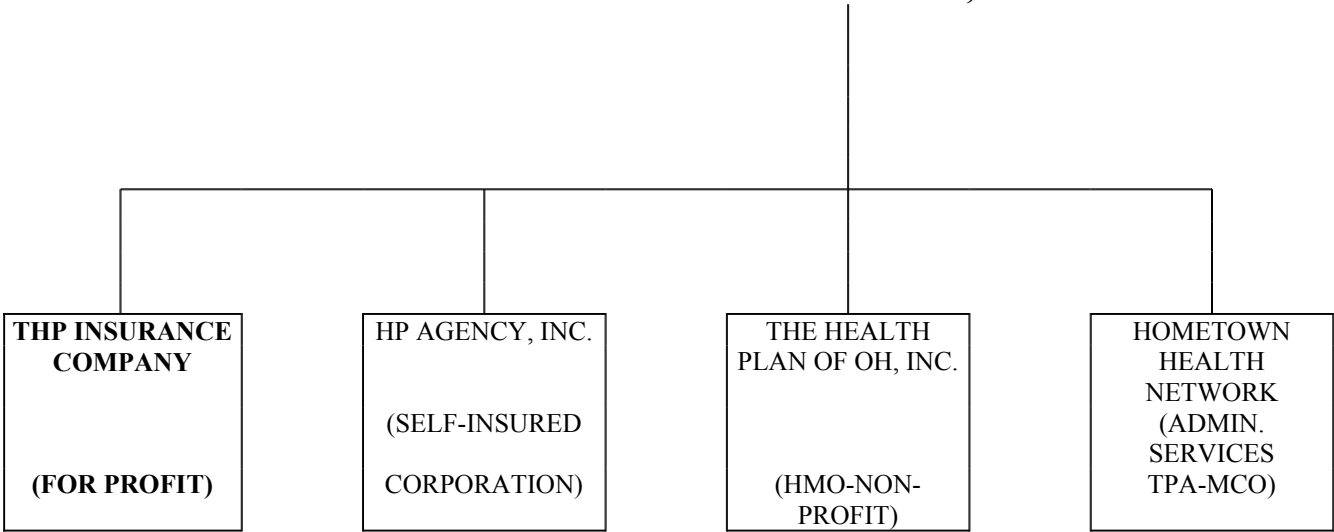 THP INSURANCE
COMPANY
(FOR PROFIT)
HP AGENCY, INC.
(SELF-INSURED
CORPORATION)
THE HEALTH
PLAN OF OH, INC.
(HMO-NON-
PROFIT)
HOMETOWN
HEALTH
NETWORK
(ADMIN.
SERVICES
TPA-MCO)